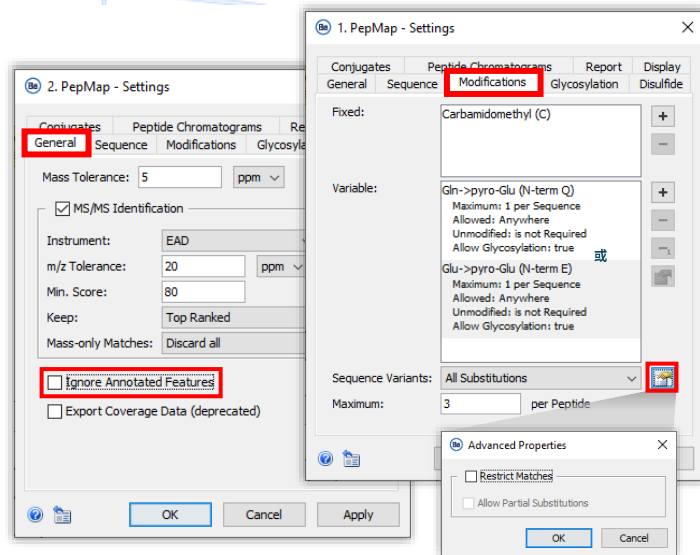 1. PepMap - Settings
Conjugates Peptide Chromatograms Report Display
General Sequence Modifications Glycosylation Disulfide
Fixed:
Carbamidomethyl (C)
Variable:
Gln->pyro-Glu (N-term Q)
Maximum: 1 per Sequence
Allowed: Anywhere
Unmodified: is not Required
Allow Glycosylation: true
或
Glu->pyro-Glu (N-term E)
Maximum: 1 per Sequence
Allowed: Anywhere
Unmodified: is not Required
Allow Glycosylation: true
Sequence Variants: All Substitutions
Maximum: 3 per Peptide
2. PepMap - Settings
Conjugates Peptide Chromatograms Re
General Sequence Modifications Glycosyla
Mass Tolerance: 5 ppm
MS/MS Identification
Instrument: EAD
m/z Tolerance: 20 ppm
Min. Score: 80
Keep: Top Ranked
Mass-only Matches: Discard all
Ignore Annotated Features
Export Coverage Data (deprecated)
OK Cancel Apply
Advanced Properties
Restrict Matches
Allow Partial Substitutions
OK Cancel